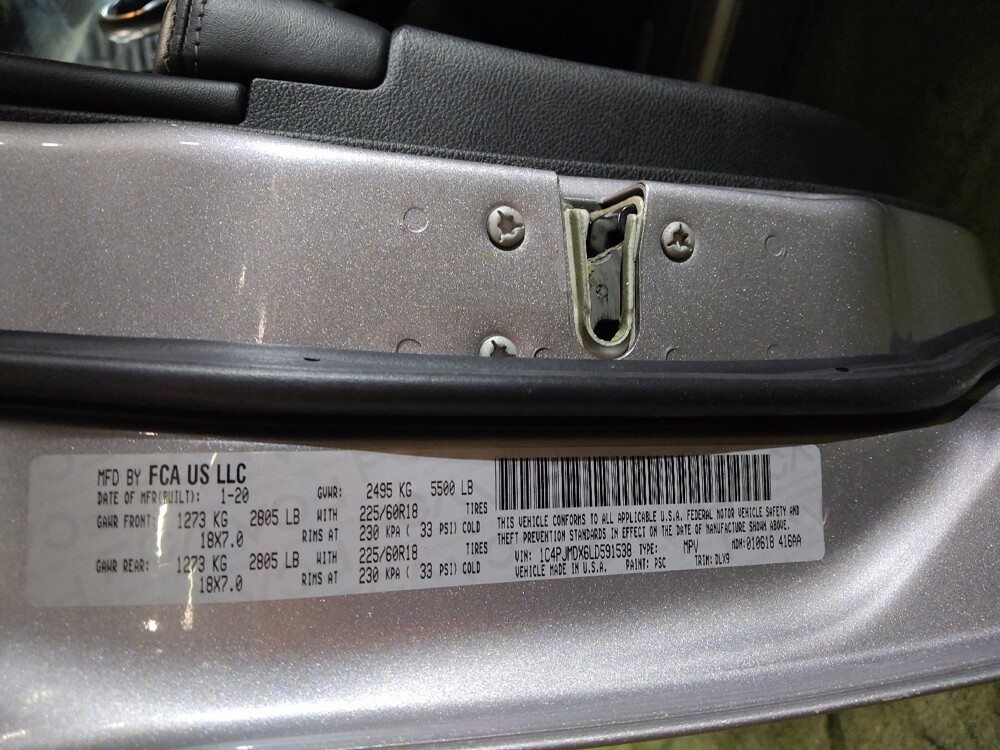 MFD BY FCA US LLC
DATE OF MFR(BUILT): 1-20 GVWR: 2495 KG 5500 LB
GAWR FRONT: 1273 KG 2805 LB WITH 225/60R18 TIRES
18X7.0 RIMS AT 230 KPA ( 33 PSI) COLD
GAWR REAR: 1273 KG 2805 LB WITH 225/60R18 TIRES
18X7.0 RIMS AT 230 KPA ( 33 PSI) COLD
THIS VEHICLE CONFORMS TO ALL APPLICABLE U.S.A. FEDERAL MOTOR VEHICLE SAFETY AND
THEFT PREVENTION STANDARDS IN EFFECT ON THE DATE OF MANUFACTURE SHOWN ABOVE.
VIN: 1C4PJMDX6LD591538 TYPE: MPV MDH: 010618 416AA
VEHICLE MADE IN U.S.A. PAINT: PSC TRIM: DLX9